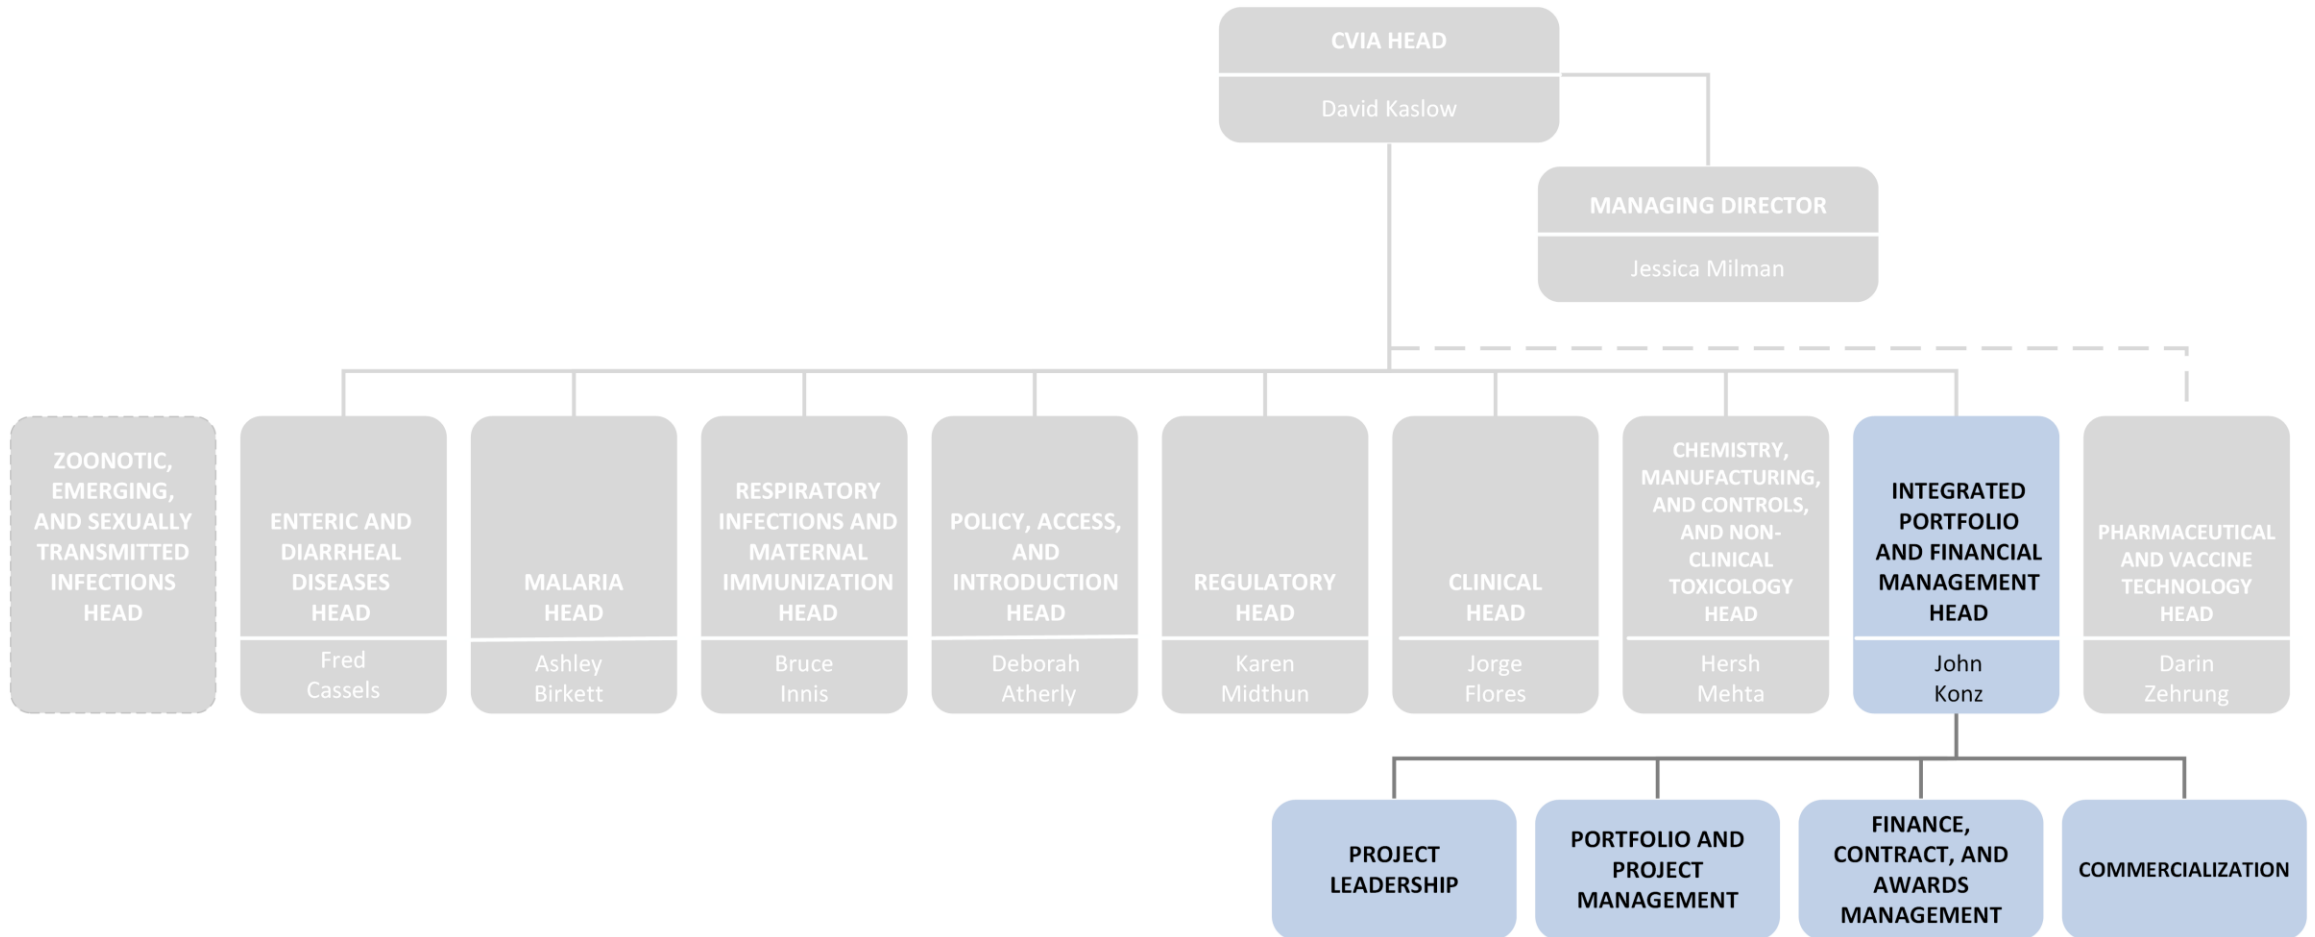 CVIA HEAD
David Kaslow
MANAGING DIRECTOR
Jessica Milman
ZOONOTIC,
EMERGING,
AND SEXUALLY
TRANSMITTED
INFECTIONS
HEAD
ENTERIC AND
DIARRHEAL
DISEASES
HEAD
Fred
Cassels
MALARIA
HEAD
Ashley
Birkett
RESPIRATORY
INFECTIONS AND
MATERNAL
IMMUNIZATION
HEAD
Bruce
Innis
POLICY, ACCESS,
AND
INTRODUCTION
HEAD
Deborah
Atherly
REGULATORY
HEAD
Karen
Midthun
CLINICAL
HEAD
Jorge
Flores
CHEMISTRY,
MANUFACTURING,
AND CONTROLS,
AND NON-
CLINICAL
TOXICOLOGY
HEAD
Hersh
Mehta
INTEGRATED
PORTFOLIO
AND FINANCIAL
MANAGEMENT
HEAD
John
Konz
PHARMACEUTICAL
AND VACCINE
TECHNOLOGY
HEAD
Darin
Zehrung
PROJECT
LEADERSHIP
PORTFOLIO AND
PROJECT
MANAGEMENT
FINANCE,
CONTRACT, AND
AWARDS
MANAGEMENT
COMMERCIALIZATION